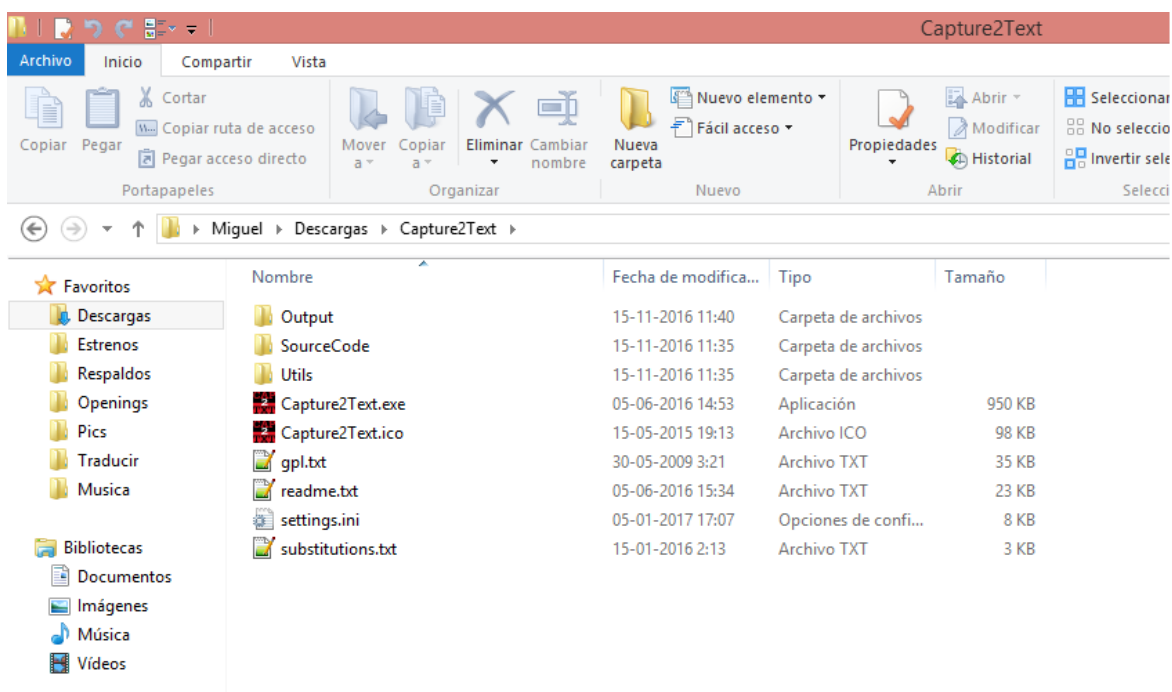 Capture2Text
Archivo Inicio Compartir Vista
Copiar
Pegar
Cortar
Copiar ruta de acceso
Pegar acceso directo
Portapapeles
Mover a
Copiar a
Eliminar
Cambiar nombre
Organizar
Nueva carpeta
Nuevo elemento
Fácil acceso
Nuevo
Propiedades
Abrir
Modificar
Historial
Abrir
Seleccionar
No seleccio
Invertir sele
Selecci
Miguel Descargas Capture2Text
Favoritos
Descargas
Estrenos
Respaldos
Openings
Pics
Traducir
Musica
Bibliotecas
Documentos
Imágenes
Música
Vídeos
Nombre Fecha de modifica... Tipo Tamaño
Output 15-11-2016 11:40 Carpeta de archivos
SourceCode 15-11-2016 11:35 Carpeta de archivos
Utils 15-11-2016 11:35 Carpeta de archivos
Capture2Text.exe 05-06-2016 14:53 Aplicación 950 KB
Capture2Text.ico 15-05-2015 19:13 Archivo ICO 98 KB
gpl.txt 30-05-2009 3:21 Archivo TXT 35 KB
readme.txt 05-06-2016 15:34 Archivo TXT 23 KB
settings.ini 05-01-2017 17:07 Opciones de confi... 8 KB
substitutions.txt 15-01-2016 2:13 Archivo TXT 3 KB